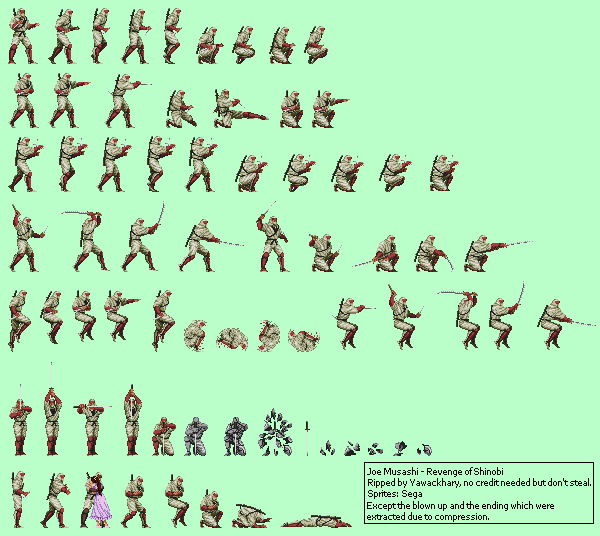 Joe Musashi - Revenge of Shinobi
Ripped by Yawackhary, no credit needed but don't steal.
Sprites: Sega
Except the blown up and the ending which were
extracted due to compression.